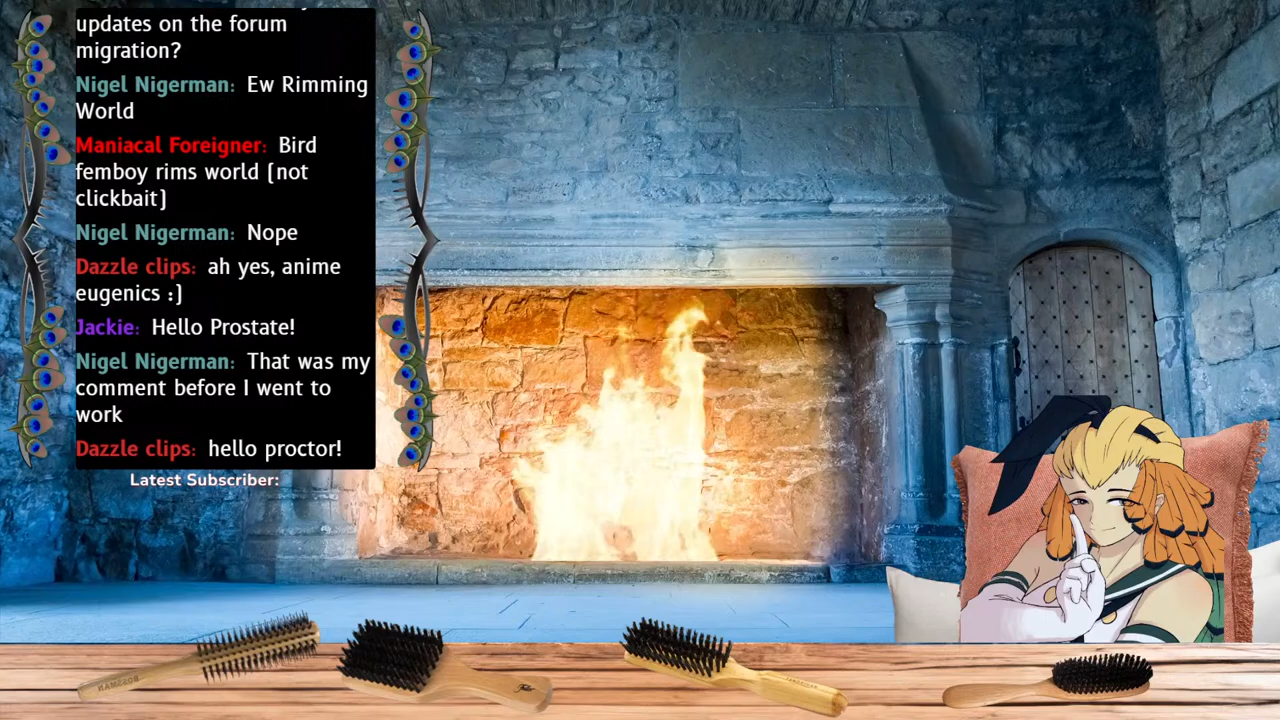 updates on the forum
migration?
Nigel Nigerman: Ew Rimming
World
Maniacal Foreigner: Bird
femboy rims world [not
clickbait]
Nigel Nigerman: Nope
Dazzle clips: ah yes, anime
eugenics :]
Jackie: Hello Prostate!
Nigel Nigerman: That was my
comment before I went to
work
Dazzle clips: hello proctor!
Latest Subscriber: